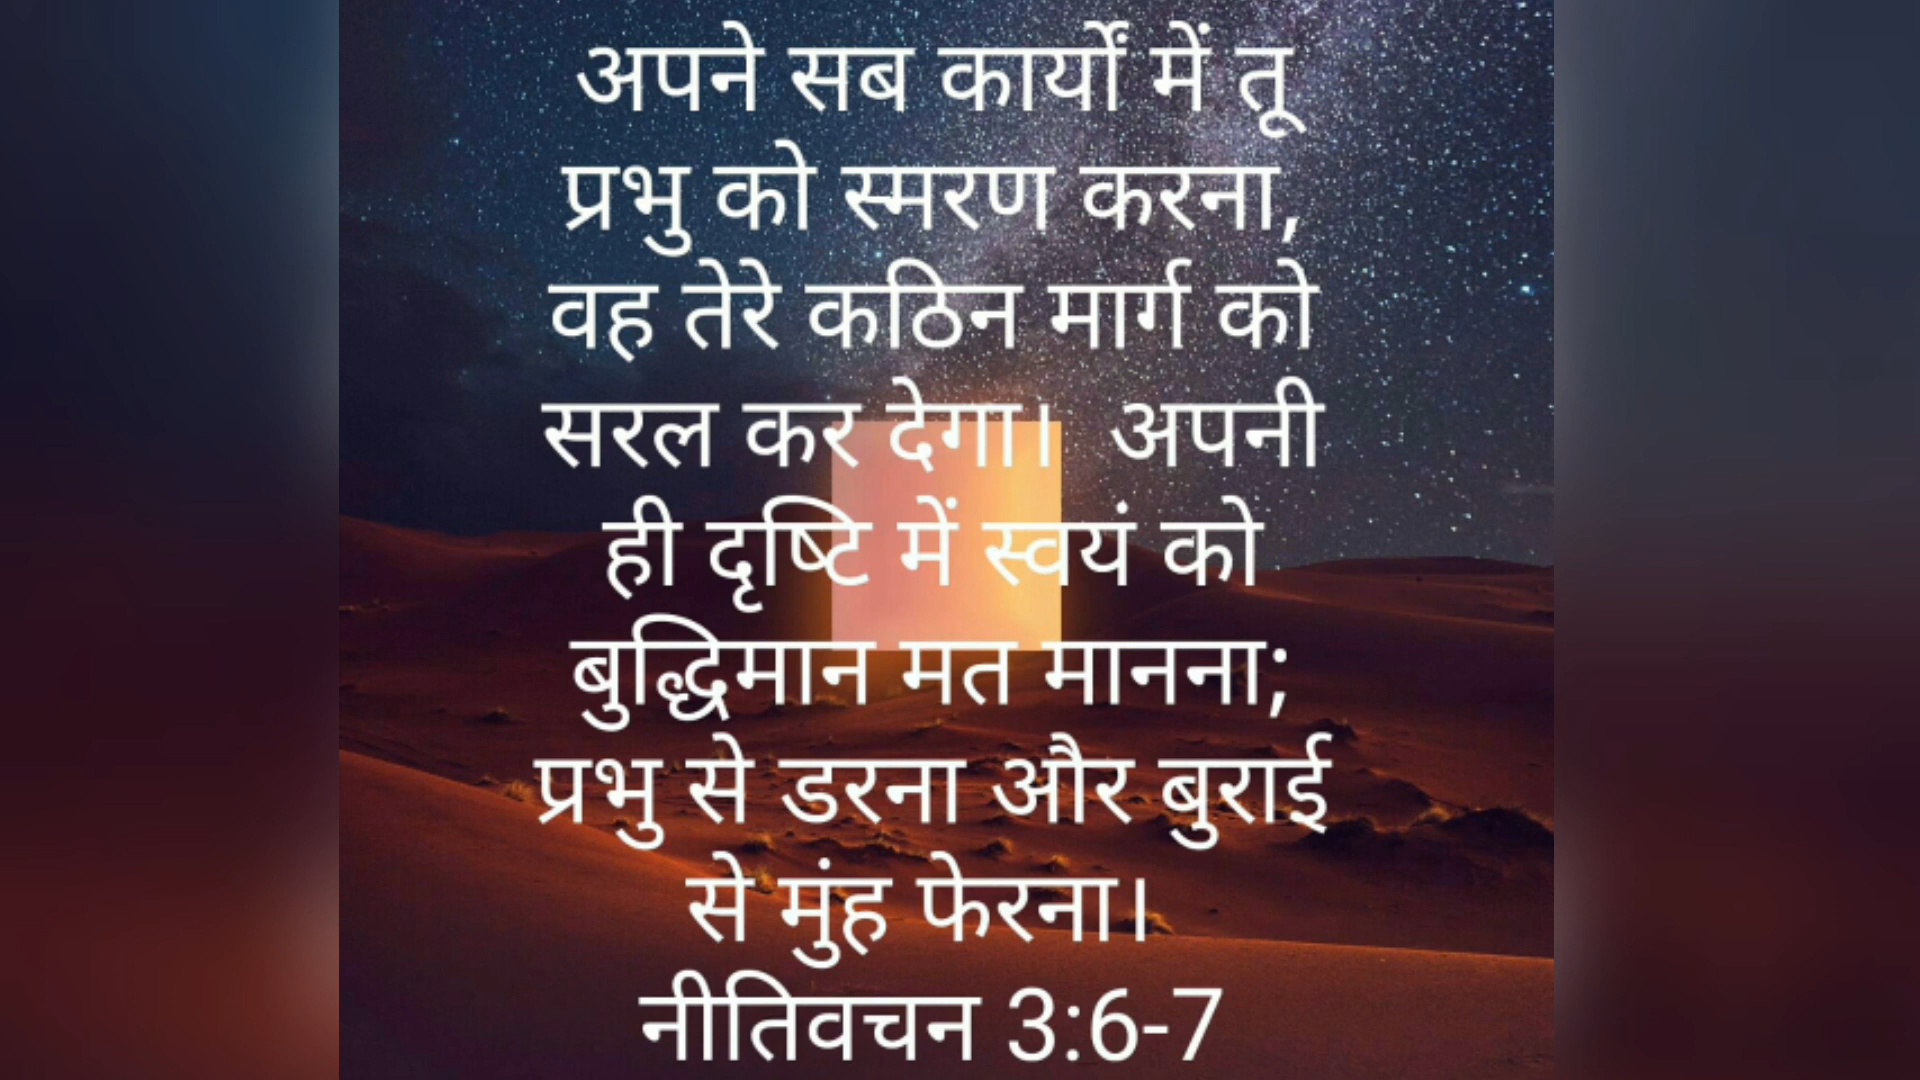 अपने सब कार्यों में तू
प्रभु को स्मरण करना,
वह तेरे कठिन मार्ग को
सरल कर देगा।  अपनी
ही दृष्टि में स्वयं को
बुद्धिमान मत मानना;
प्रभु से डरना और बुराई
से मुंह फेरना।
नीतिवचन 3:6-7